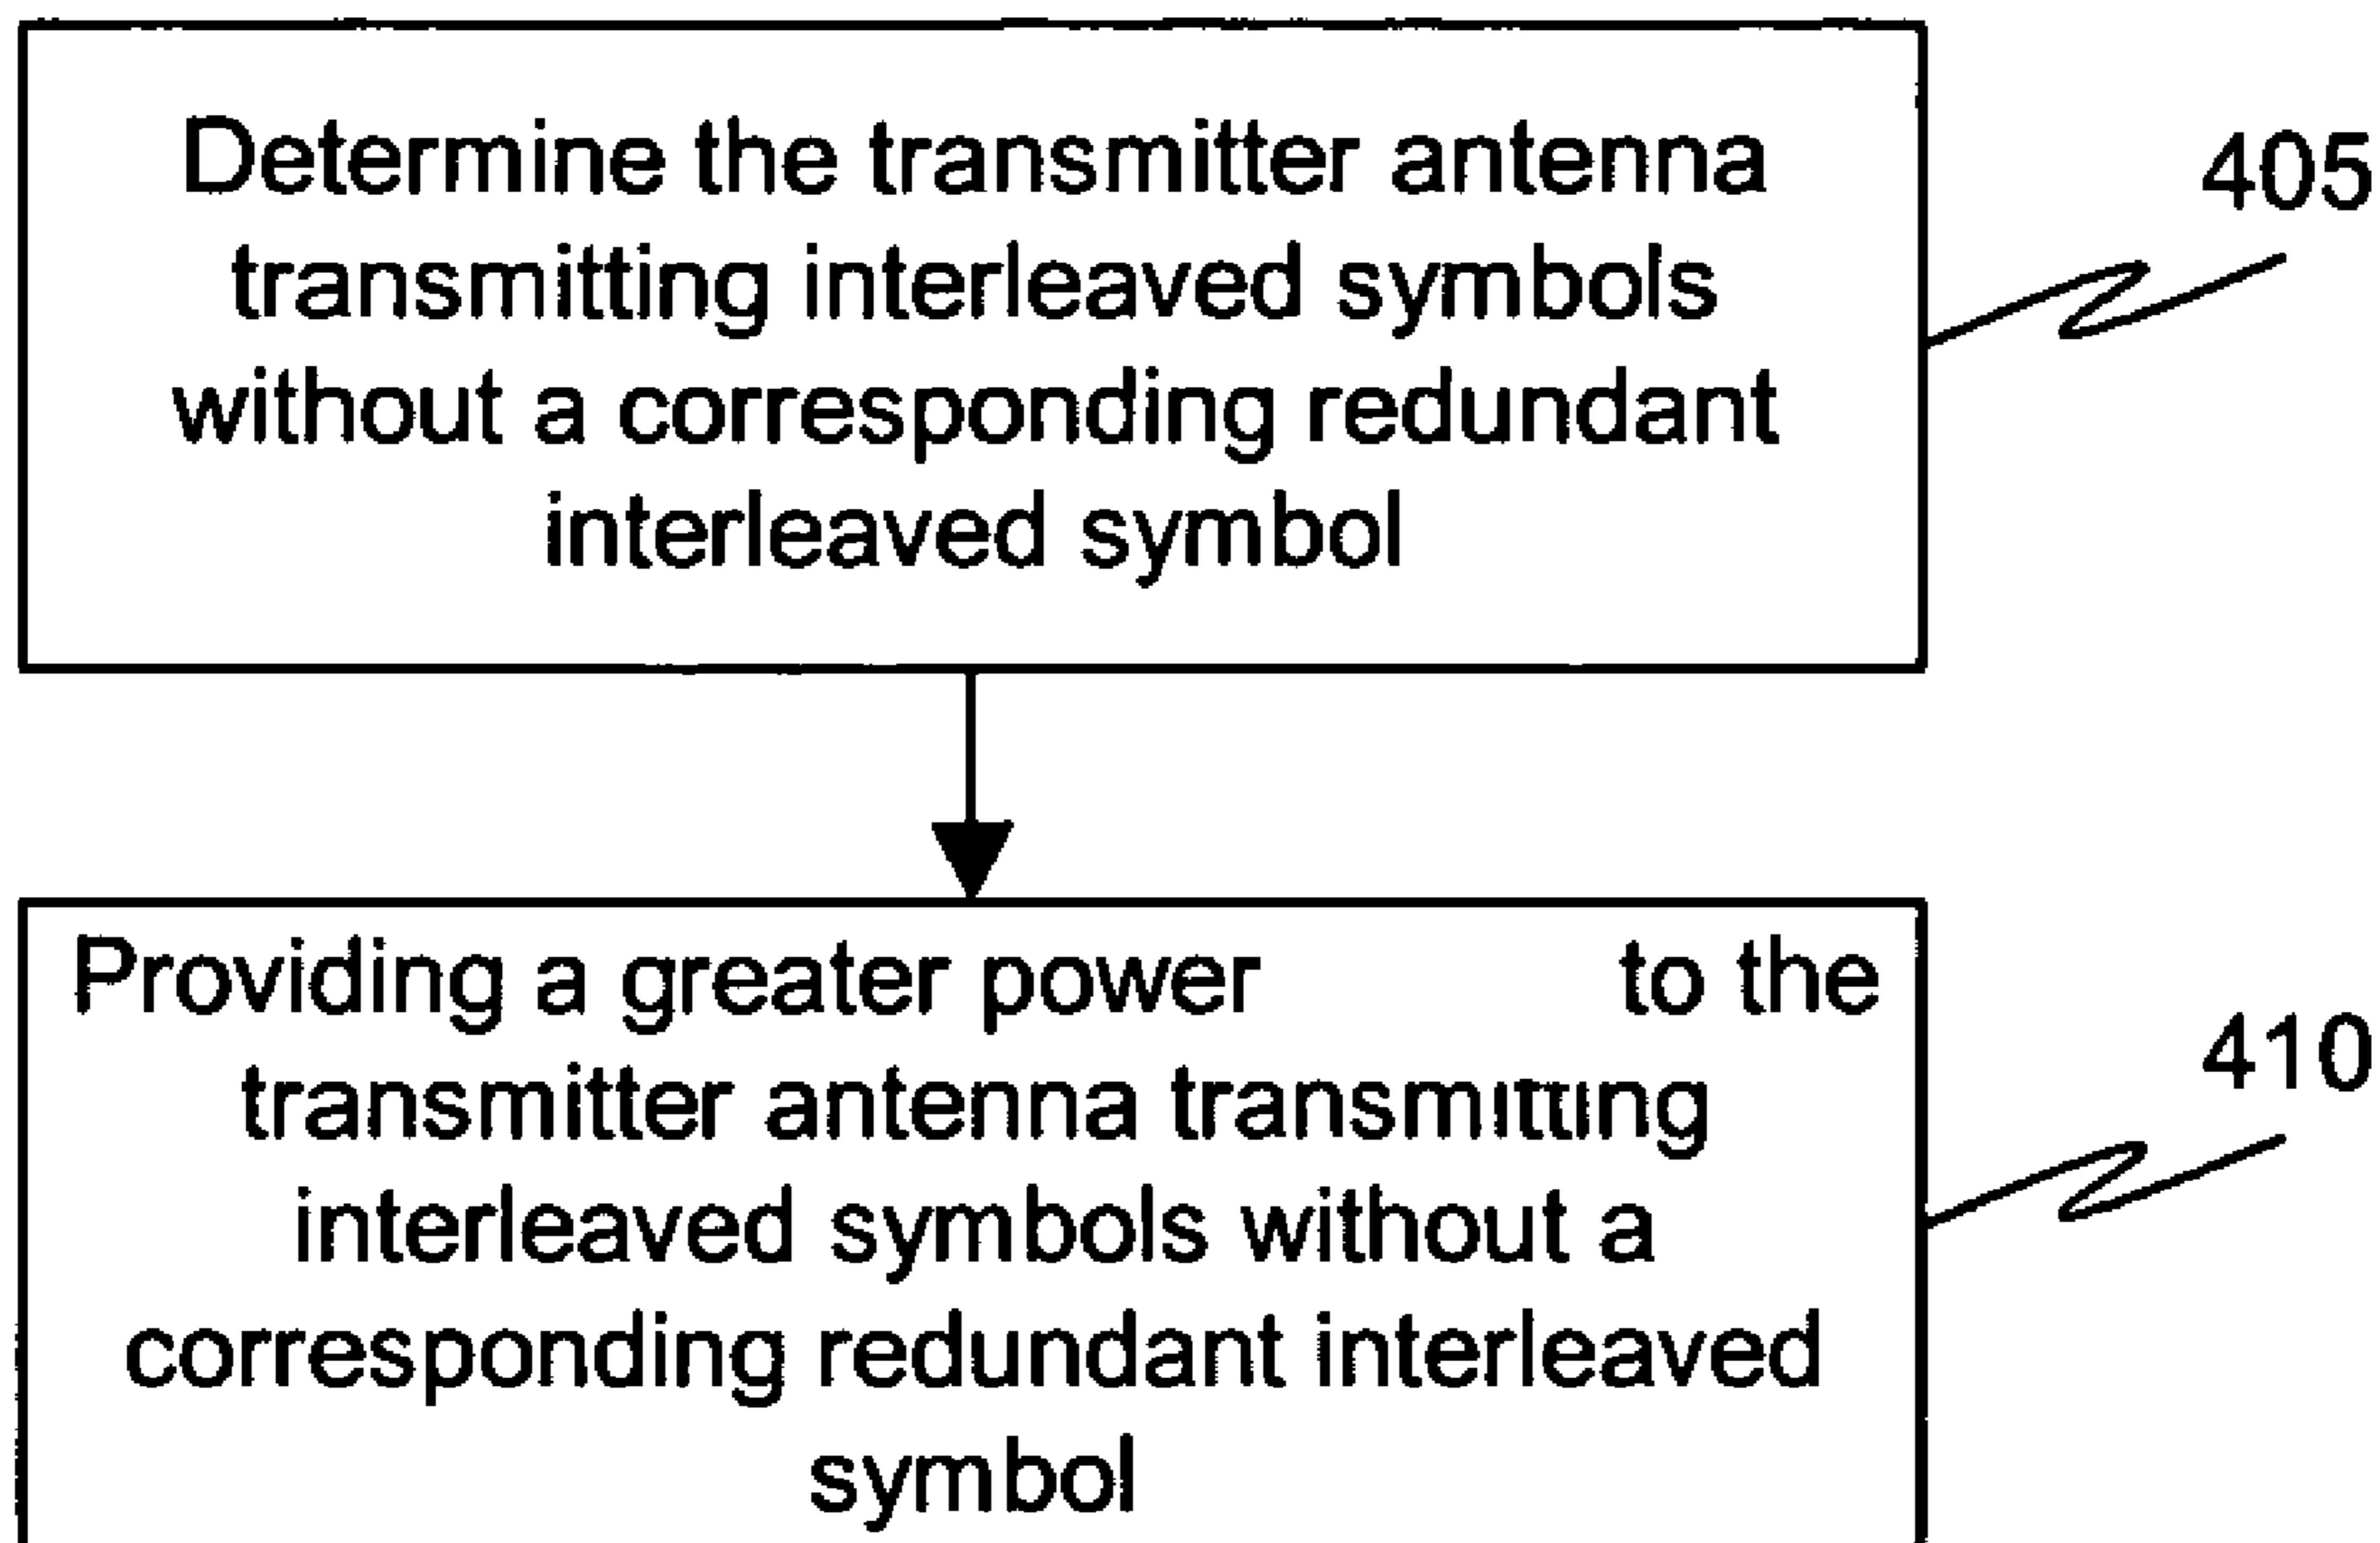 Determine the transmitter antenna
transmitting interleaved symbols
without a corresponding redundant
interleaved symbol
405
Providing a greater power to the
transmitter antenna transmitting
interleaved symbols without a
corresponding redundant interleaved
symbol
410